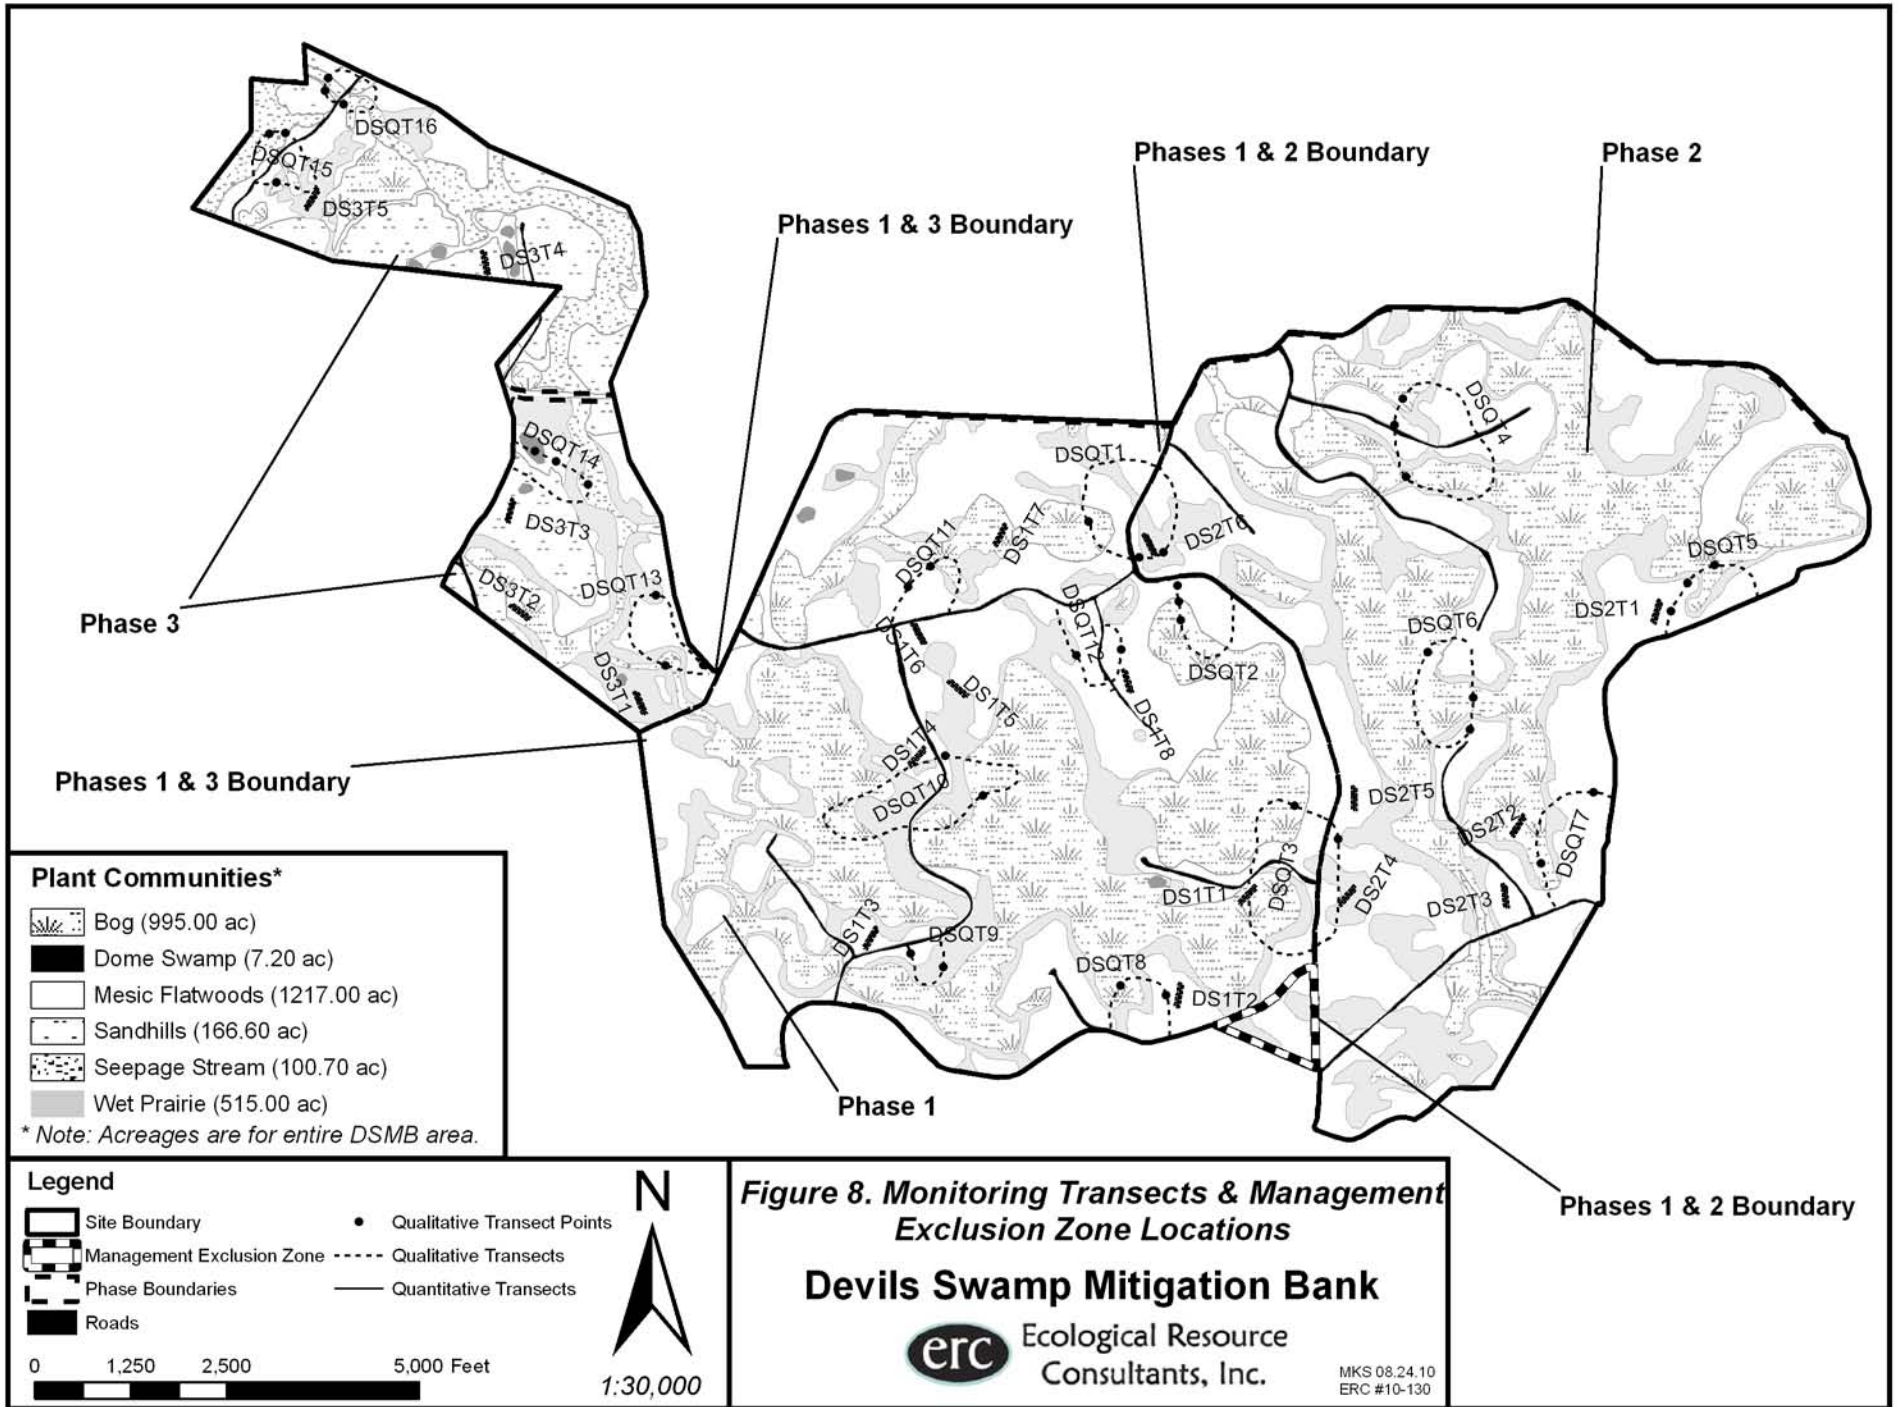 DSQT16
DSQT15
DS3T5
DS3T4
Phases 1 & 2 Boundary
Phase 2
Phases 1 & 3 Boundary
DSQT14
DS3T3
DS3T2
DSQT13
DS3T1
Phase 3
Phases 1 & 3 Boundary
DSQT1
DSQT4
DSQT11
DS1T7
DS2T6
DSQT5
DS2T1
DSQT6
DSQT12
DSQT2
DS1T6
DS1T5
DS1T8
DS1T4
DSQT10
DS2T5
DS2T2
DSQT7
DSQT3
DS2T4
DS1T1
DS2T3
DS1T3
DSQT9
DSQT8
DS1T2
Phase 1
Phases 1 & 2 Boundary
Plant Communities*
Bog (995.00 ac)
Dome Swamp (7.20 ac)
Mesic Flatwoods (1217.00 ac)
Sandhills (166.60 ac)
Seepage Stream (100.70 ac)
Wet Prairie (515.00 ac)
* Note: Acreages are for entire DSMB area.
Legend
Site Boundary
Management Exclusion Zone
Phase Boundaries
Roads
Qualitative Transect Points
Qualitative Transects
Quantitative Transects
0 1,250 2,500 5,000 Feet
N
1:30,000
Figure 8. Monitoring Transects & Management
Exclusion Zone Locations
Devils Swamp Mitigation Bank
erc
Ecological Resource
Consultants, Inc.
MKS 08.24.10
ERC #10-130